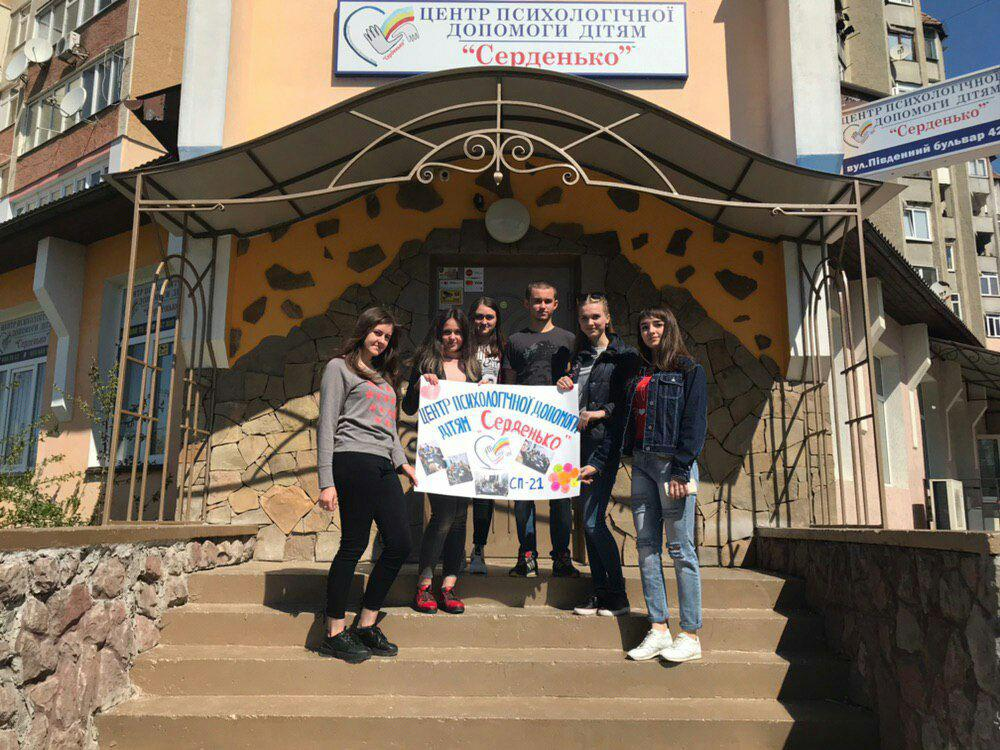 ЦЕНТР ПСИХОЛОГІЧНОЇ
ДОПОМОГИ ДІТЯМ
“Серденько”
"Серденько"
ЦЕНТР ПСИХОЛОГІЧНОЇ
ДОПОМОГИ ДІТЯМ
“Серденько”
вул.Південний бульвар 42
ЦЕНТР ПСИХОЛОГІЧНОЇ ДОПОМОГИ
ДІТЯМ „Серденько"
СП-21